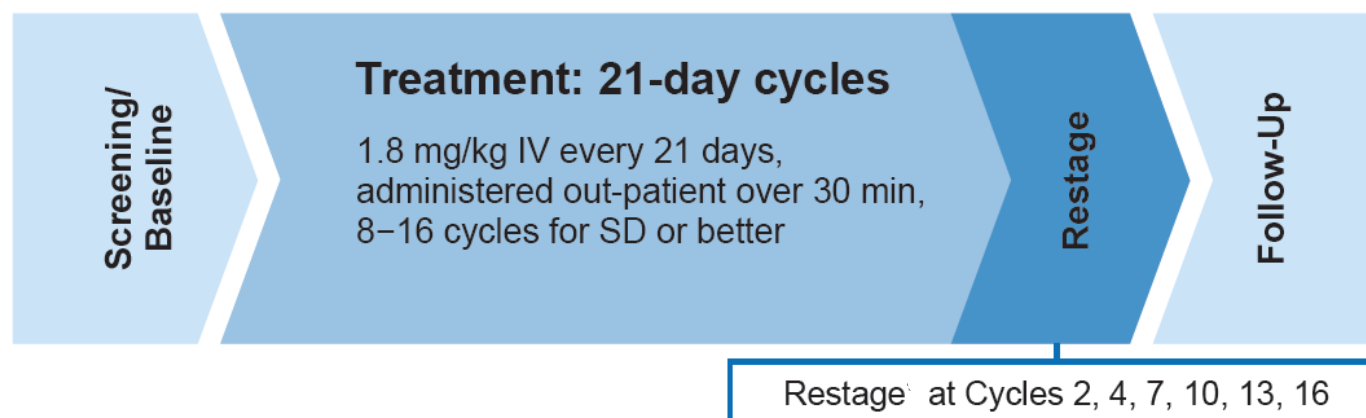 Screening/
Baseline
Treatment: 21-day cycles
1.8 mg/kg IV every 21 days,
administered out-patient over 30 min,
8–16 cycles for SD or better
Restage
Follow-Up
Restage at Cycles 2, 4, 7, 10, 13, 16